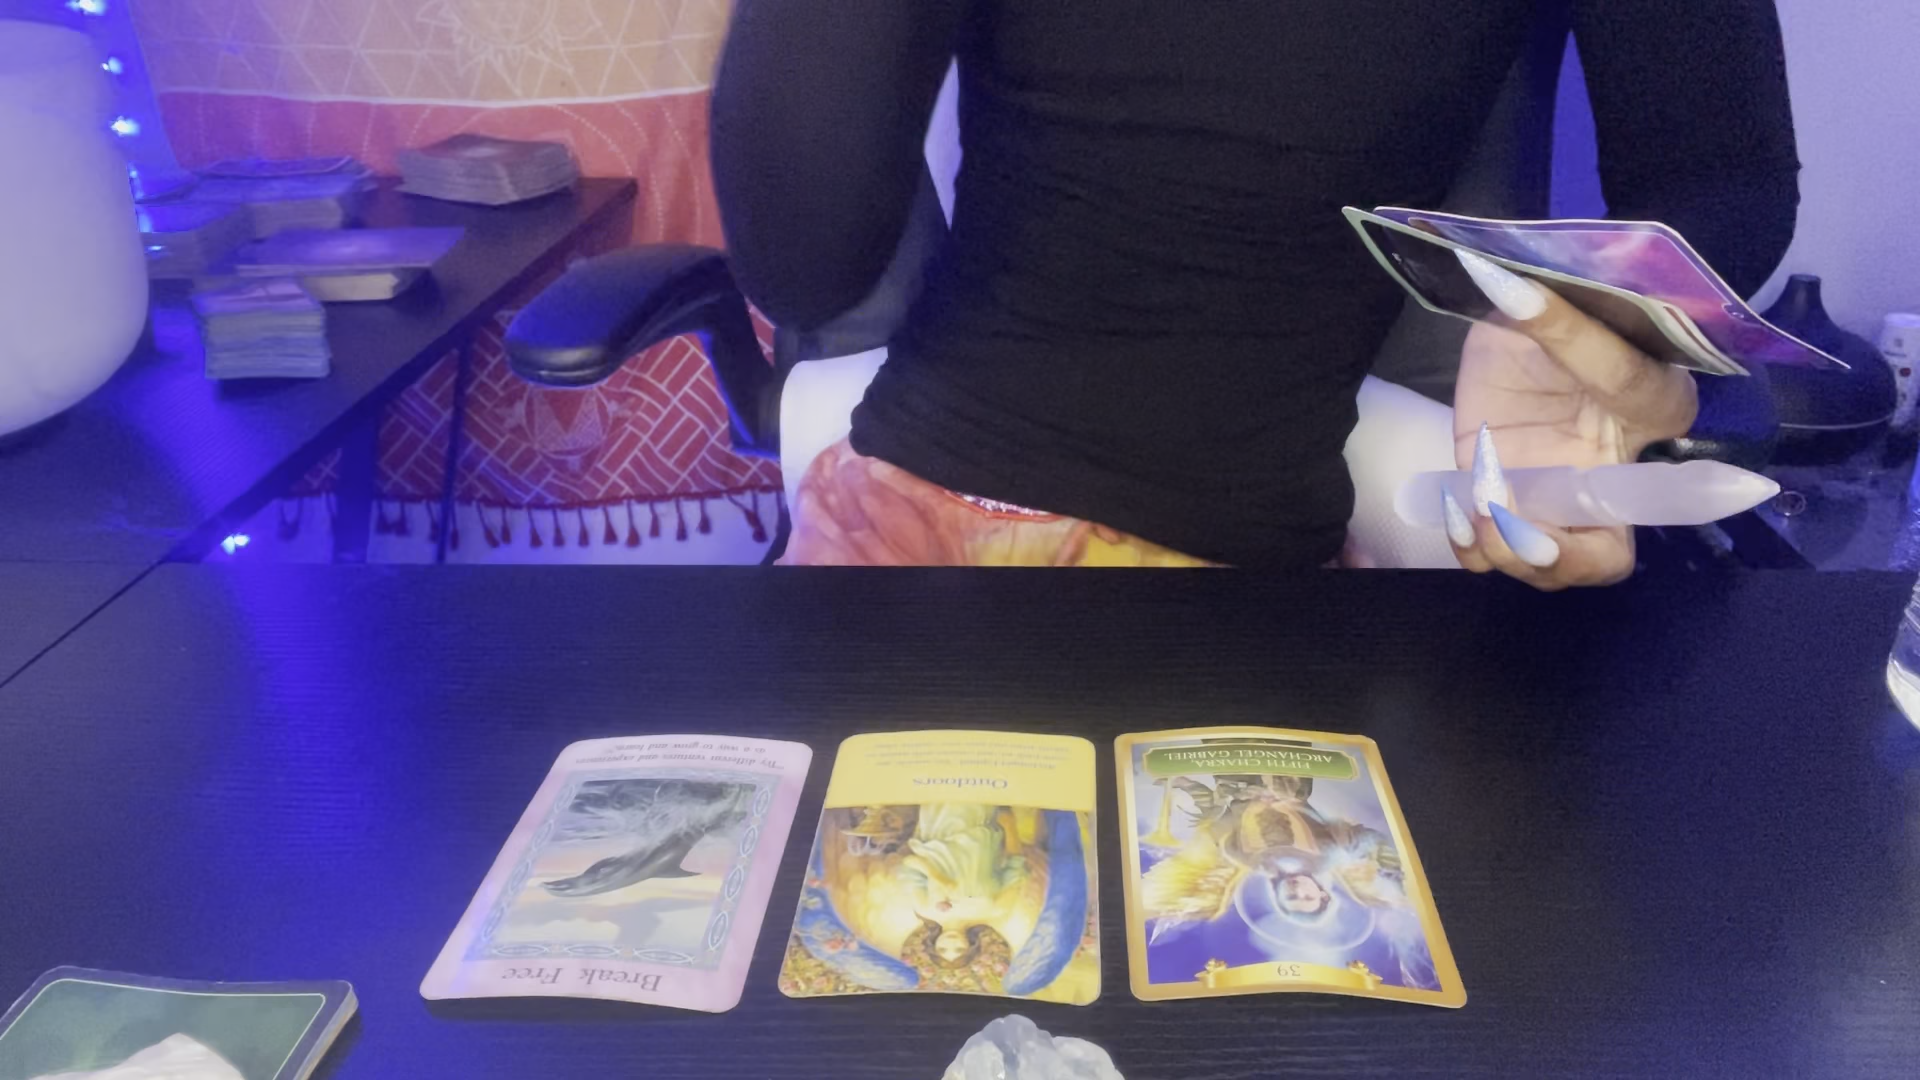 Break Free
"Try different ventures and experiences
as a way to grow and learn."
Outdoors
39
FIFTH CHAKRA,
ARCHANGEL GABRIEL